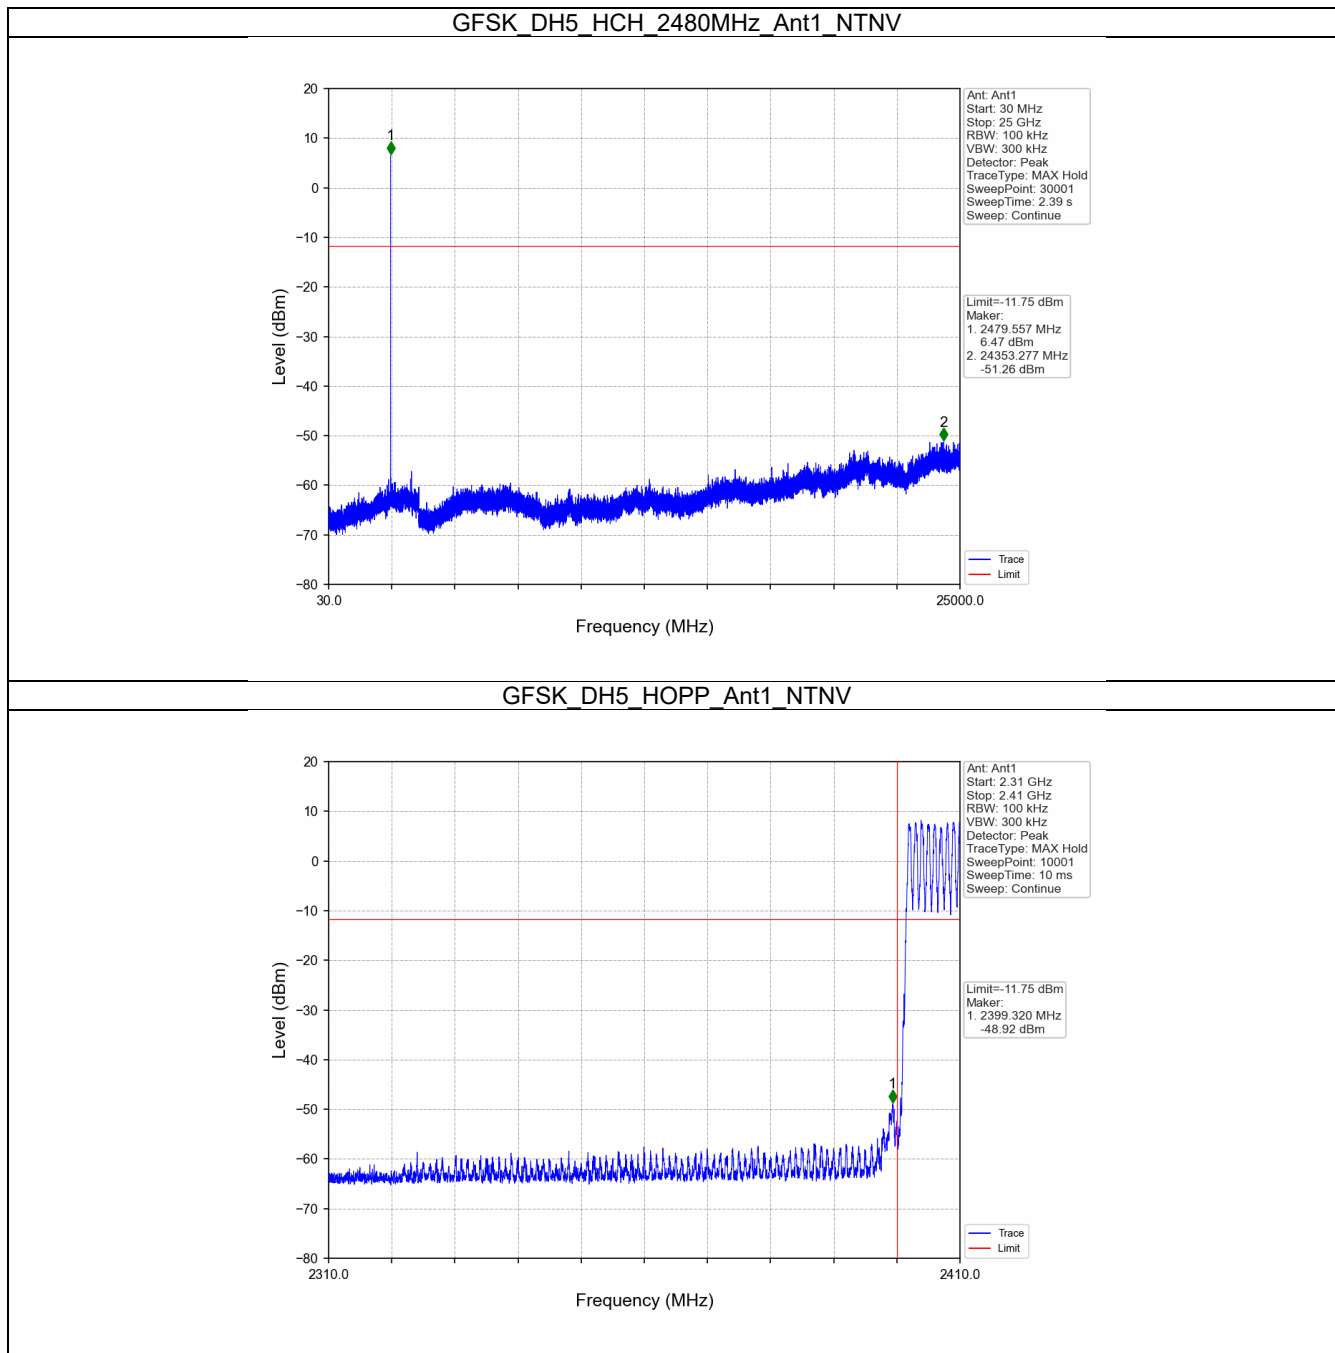 GFSK_DH5_HCH_2480MHz_Ant1_NTNV
20
10
0
−10
−20
−30
−40
−50
−60
−70
−80
Level (dBm)
1
2
30.0
25000.0
Frequency (MHz)
Ant: Ant1
Start: 30 MHz
Stop: 25 GHz
RBW: 100 kHz
VBW: 300 kHz
Detector: Peak
TraceType: MAX Hold
SweepPoint: 30001
SweepTime: 2.39 s
Sweep: Continue
Limit=-11.75 dBm
Maker:
1. 2479.557 MHz
6.47 dBm
2. 24353.277 MHz
-51.26 dBm
Trace
Limit
GFSK_DH5_HOPP_Ant1_NTNV
20
10
0
−10
−20
−30
−40
−50
−60
−70
−80
Level (dBm)
1
2310.0
2410.0
Frequency (MHz)
Ant: Ant1
Start: 2.31 GHz
Stop: 2.41 GHz
RBW: 100 kHz
VBW: 300 kHz
Detector: Peak
TraceType: MAX Hold
SweepPoint: 10001
SweepTime: 10 ms
Sweep: Continue
Limit=-11.75 dBm
Maker:
1. 2399.320 MHz
-48.92 dBm
Trace
Limit